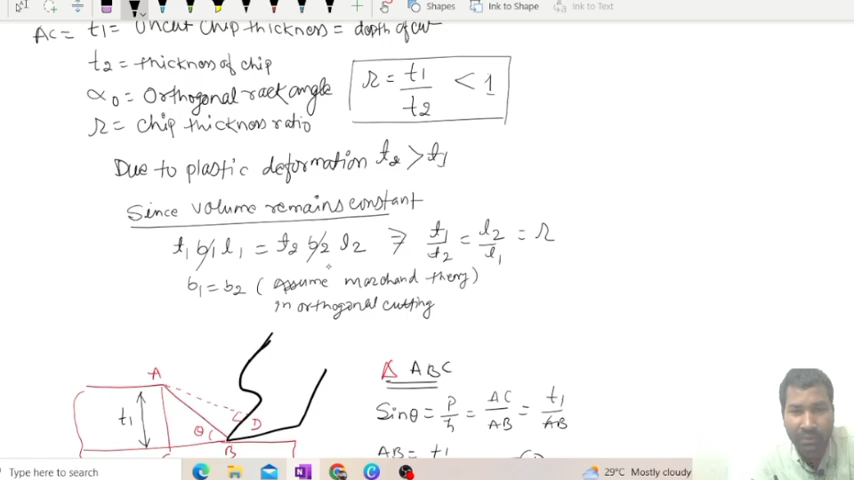 Shapes Ink to Shape Ink to Text
AC = t1 = Uncut chip thickness = depth of cut
t2 = thickness of chip
r = t1/t2 < 1
α0 = Orthogonal rack angle
r = chip thickness ratio
Due to plastic deformation t2 > t1
Since volume remains constant
t1 b1 l1 = t2 b2 l2 ⇒ t1/t2 = l2/l1 = r
b1 = b2 ( Assume marchand theory )
in orthogonal cutting
A
t1
θ
D
B
Δ ABC
Sinθ = P/h = AC/AB = t1/AB
AB = t1
Type here to search
29°C Mostly cloudy